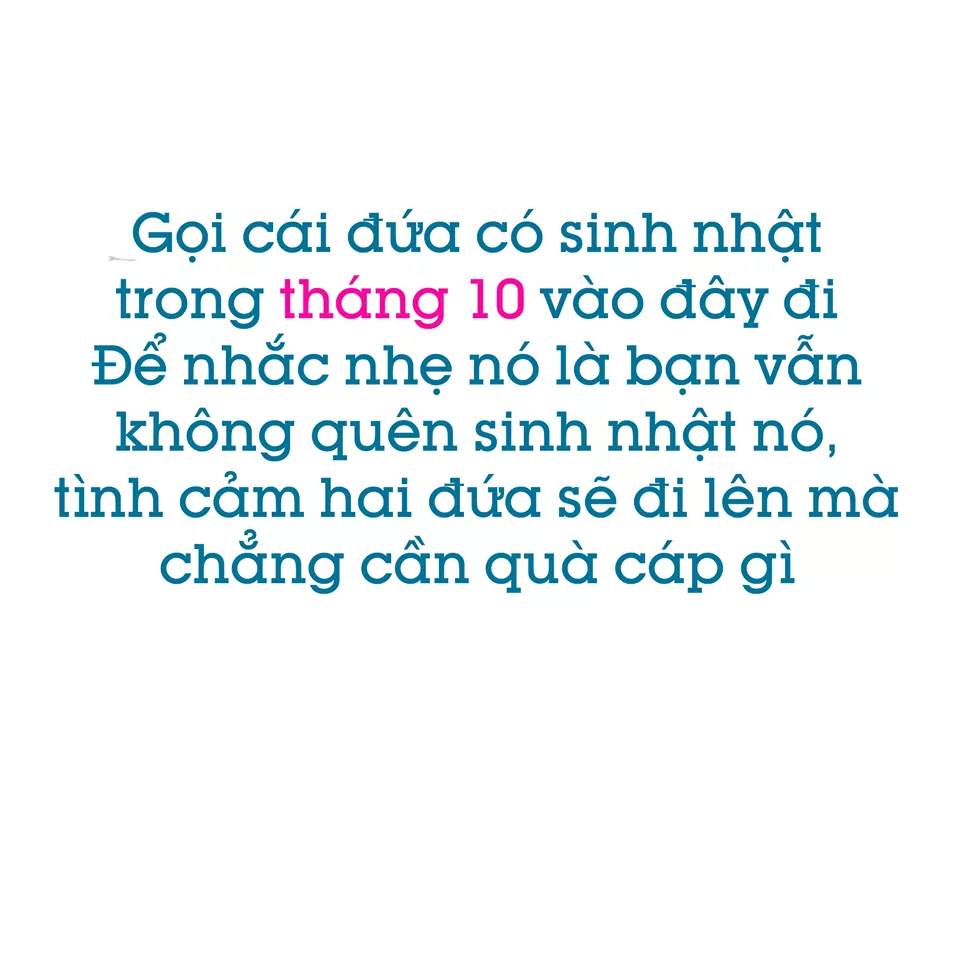 Gọi cái đứa có sinh nhật
trong tháng 10 vào đây đi
Để nhắc nhẹ nó là bạn vẫn
không quên sinh nhật nó,
tình cảm hai đứa sẽ đi lên mà
chẳng cần quà cáp gì